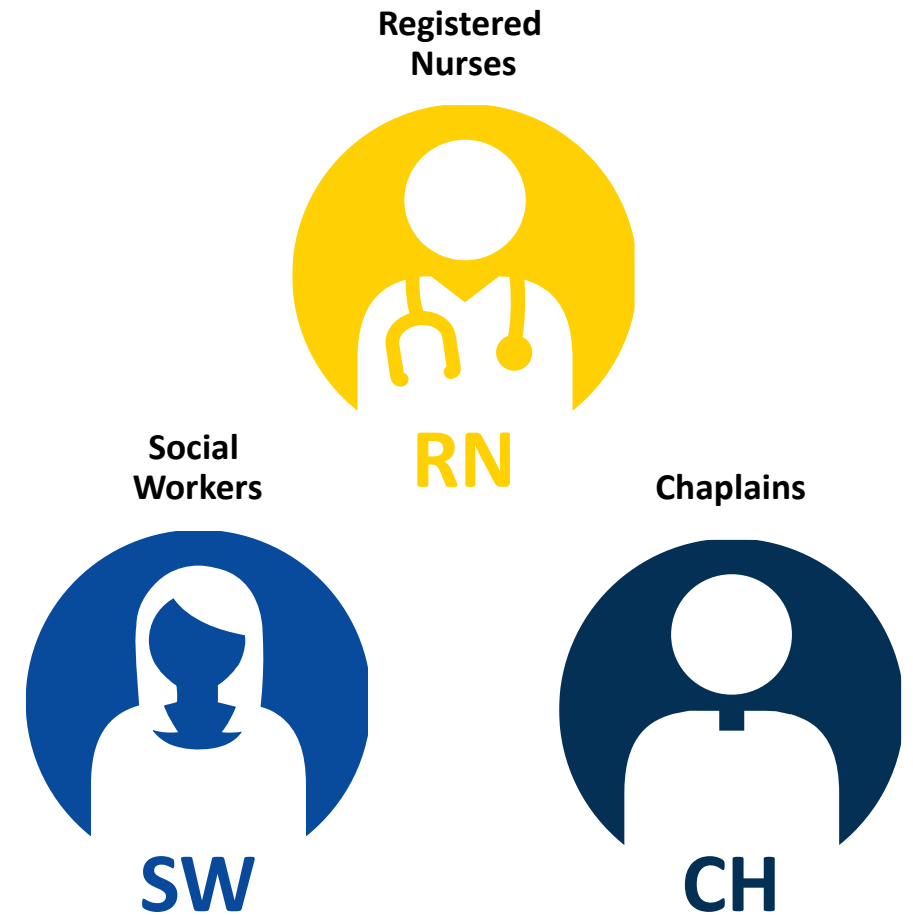 Registered
Nurses
RN
Social
Workers
SW
Chaplains
CH